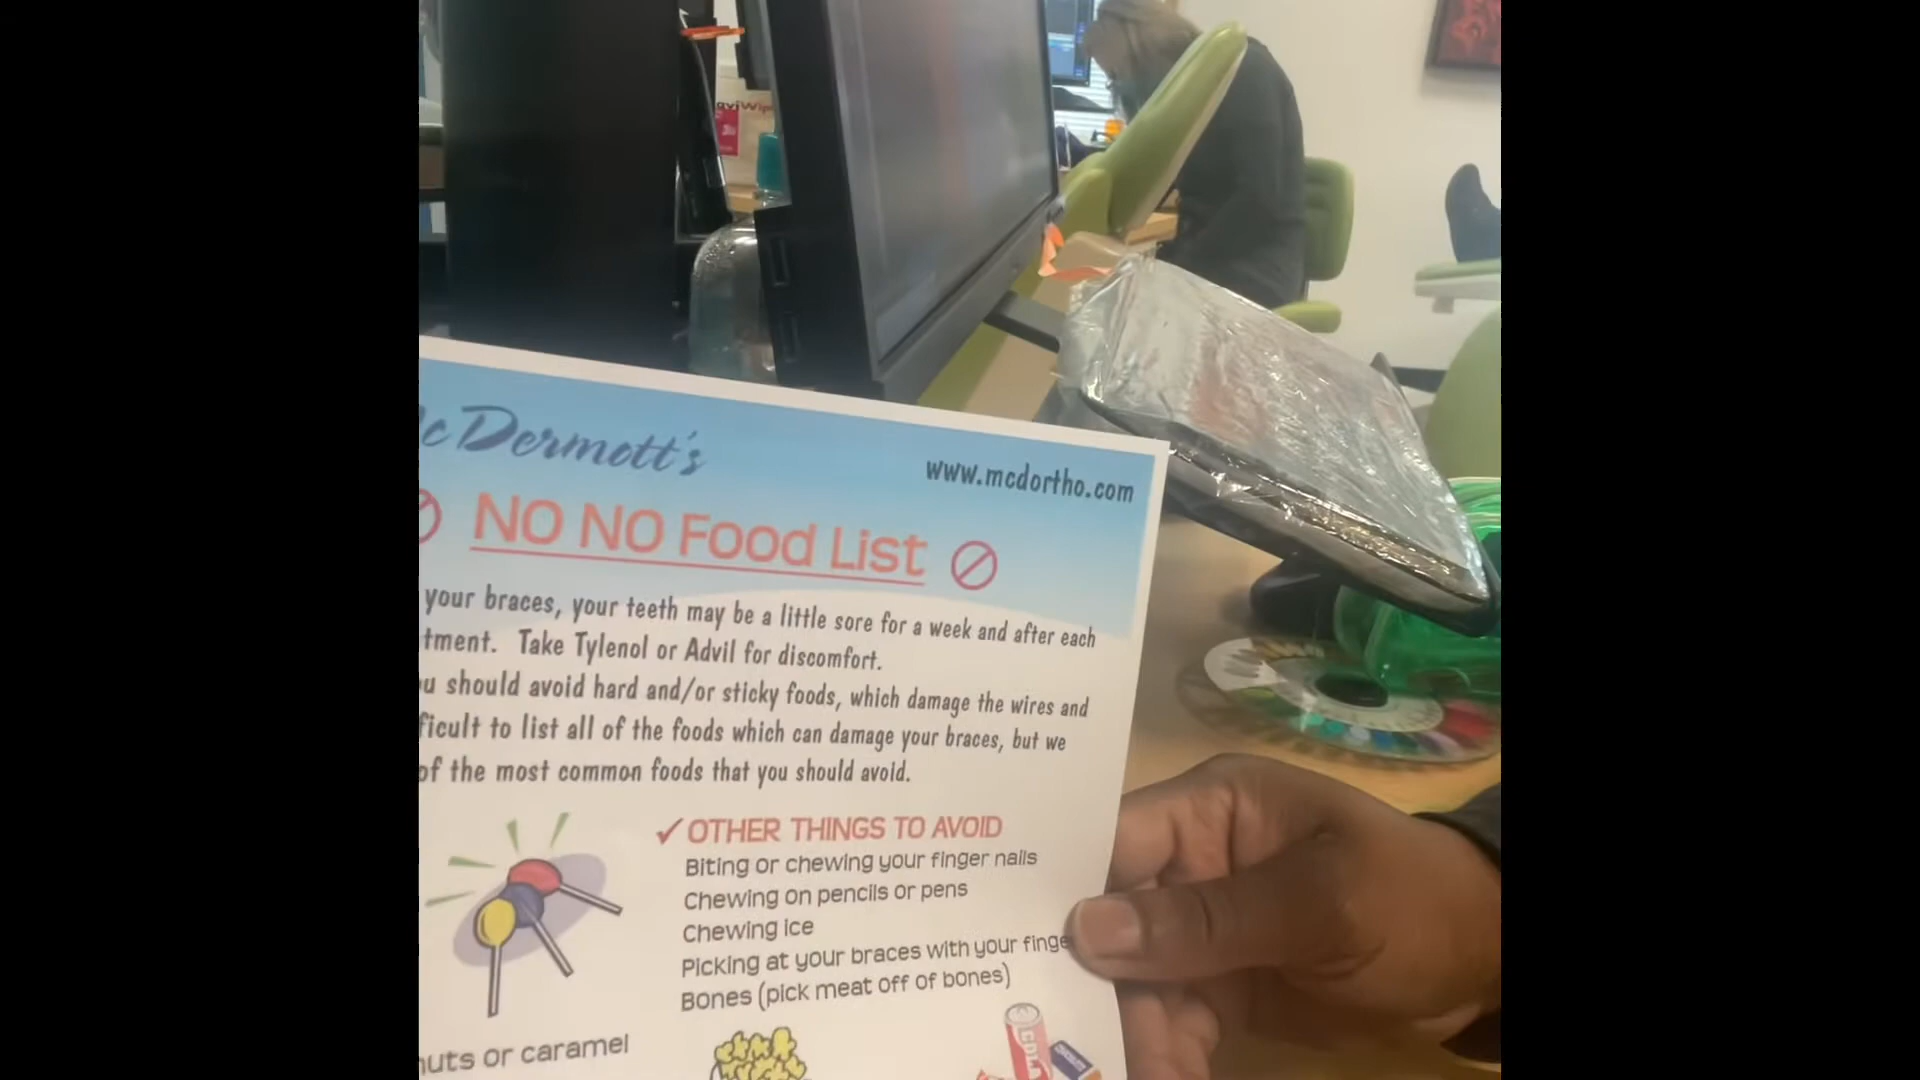 McDermott's
www.mcdortho.com
NO NO Food List
your braces, your teeth may be a little sore for a week and after each
tment. Take Tylenol or Advil for discomfort.
u should avoid hard and/or sticky foods, which damage the wires and
ficult to list all of the foods which can damage your braces, but we
of the most common foods that you should avoid.
OTHER THINGS TO AVOID
Biting or chewing your finger nails
Chewing on pencils or pens
Chewing ice
Picking at your braces with your finge
Bones (pick meat off of bones)
nuts or caramel